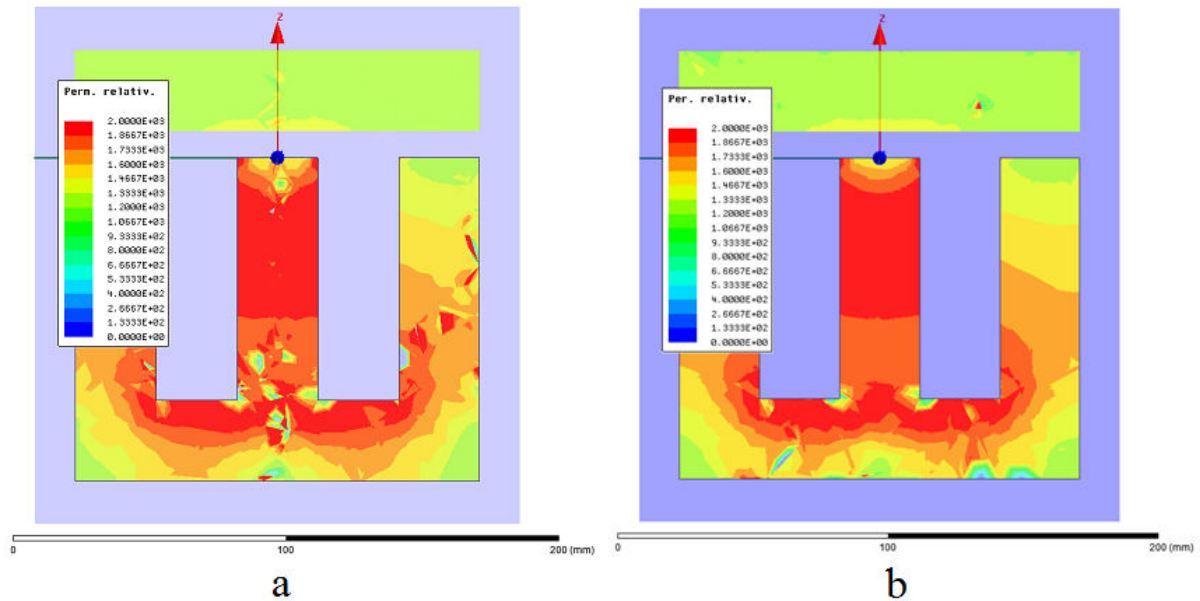 Z
Perm. relativ.
2.0000E+03
1.8667E+03
1.7333E+03
1.6000E+03
1.4667E+03
1.3333E+03
1.2000E+03
1.0667E+03
9.3333E+02
8.0000E+02
6.6667E+02
5.3333E+02
4.0000E+02
2.6667E+02
1.3333E+02
0.0000E+00
0
100
200 (mm)
a
Z
Per. relativ.
2.0000E+03
1.8667E+03
1.7333E+03
1.6000E+03
1.4667E+03
1.3333E+03
1.2000E+03
1.0667E+03
9.3333E+02
8.0000E+02
6.6667E+02
5.3333E+02
4.0000E+02
2.6667E+02
1.3333E+02
0.0000E+00
0
100
200 (mm)
b